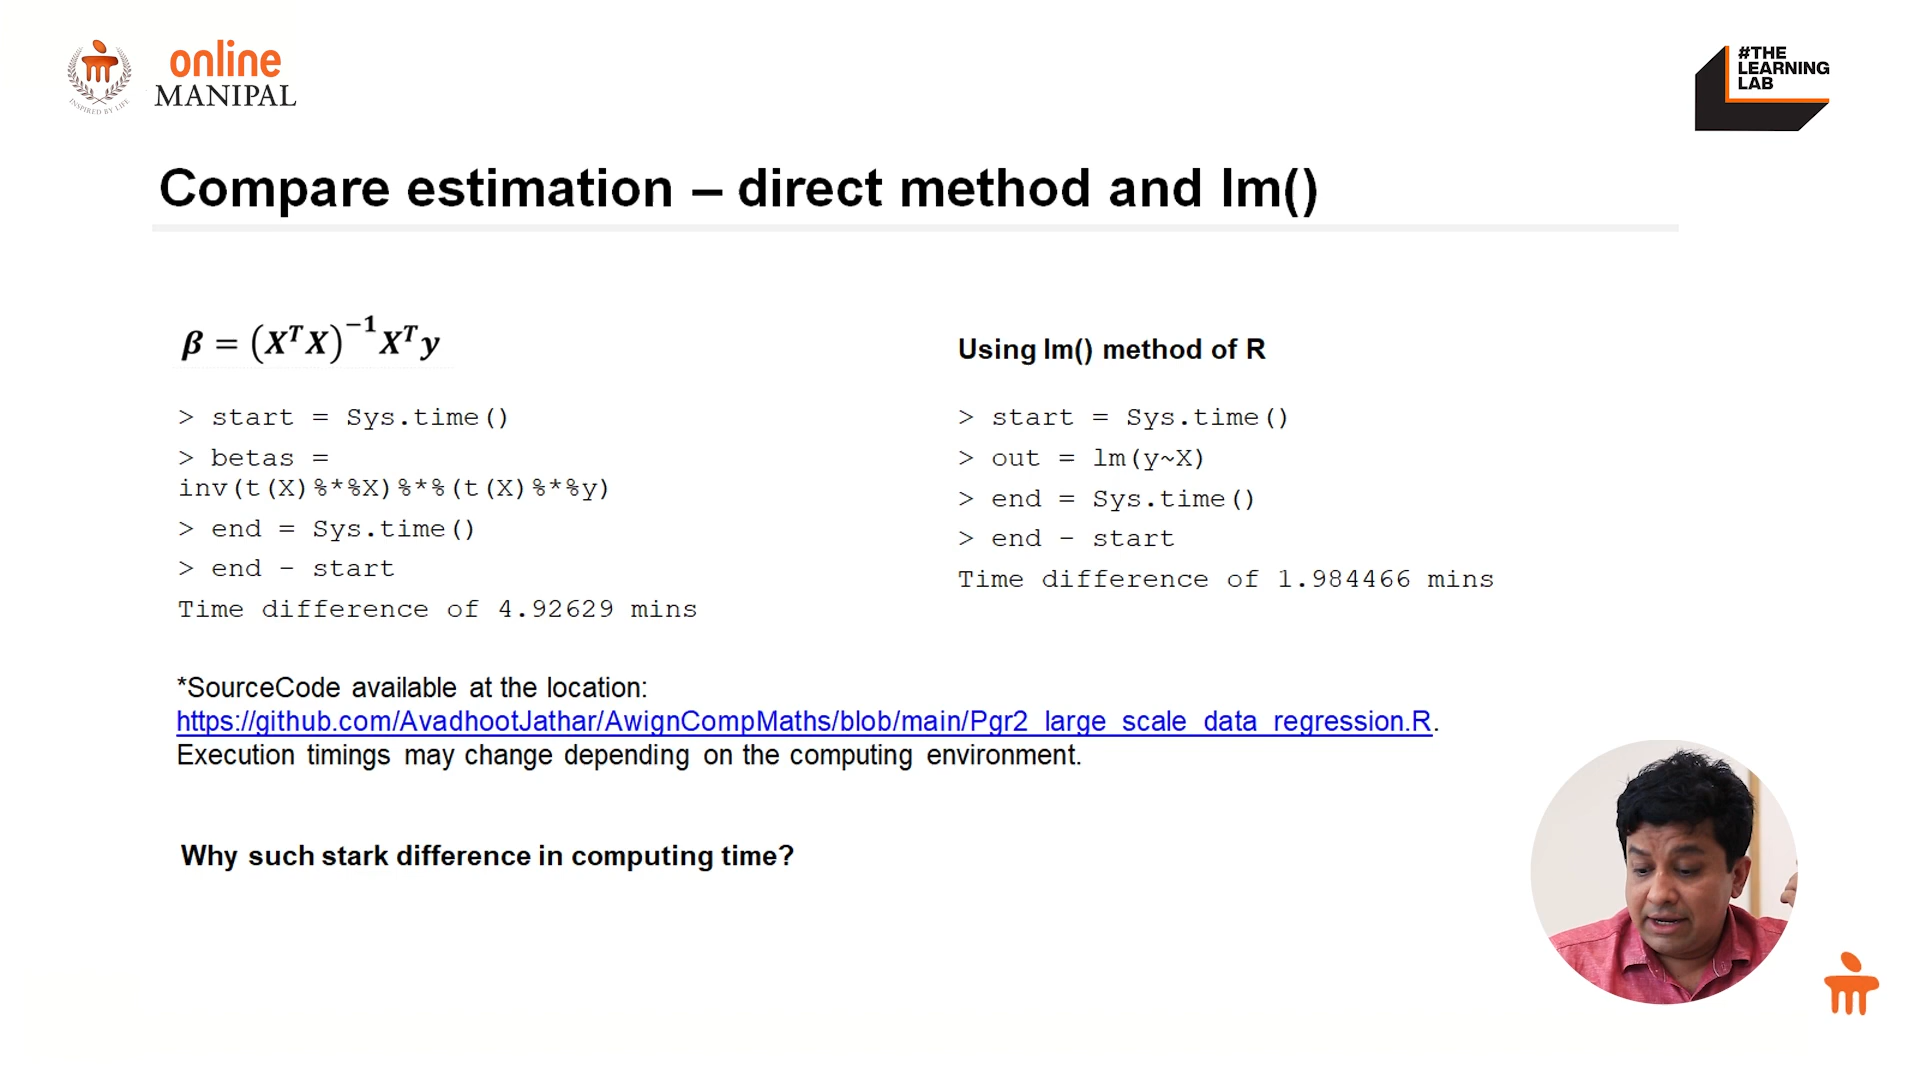 online
MANIPAL
INSPIRED BY LIFE
#THE
LEARNING
LAB
Compare estimation – direct method and lm()
β = (XᵀX)⁻¹Xᵀy
> start = Sys.time()
> betas =
inv(t(X)%*%X)%*%(t(X)%*%y)
> end = Sys.time()
> end - start
Time difference of 4.92629 mins
Using lm() method of R
> start = Sys.time()
> out = lm(y~X)
> end = Sys.time()
> end - start
Time difference of 1.984466 mins
*SourceCode available at the location:
https://github.com/AvadhootJathar/AwignCompMaths/blob/main/Pgr2_large_scale_data_regression.R.
Execution timings may change depending on the computing environment.
Why such stark difference in computing time?